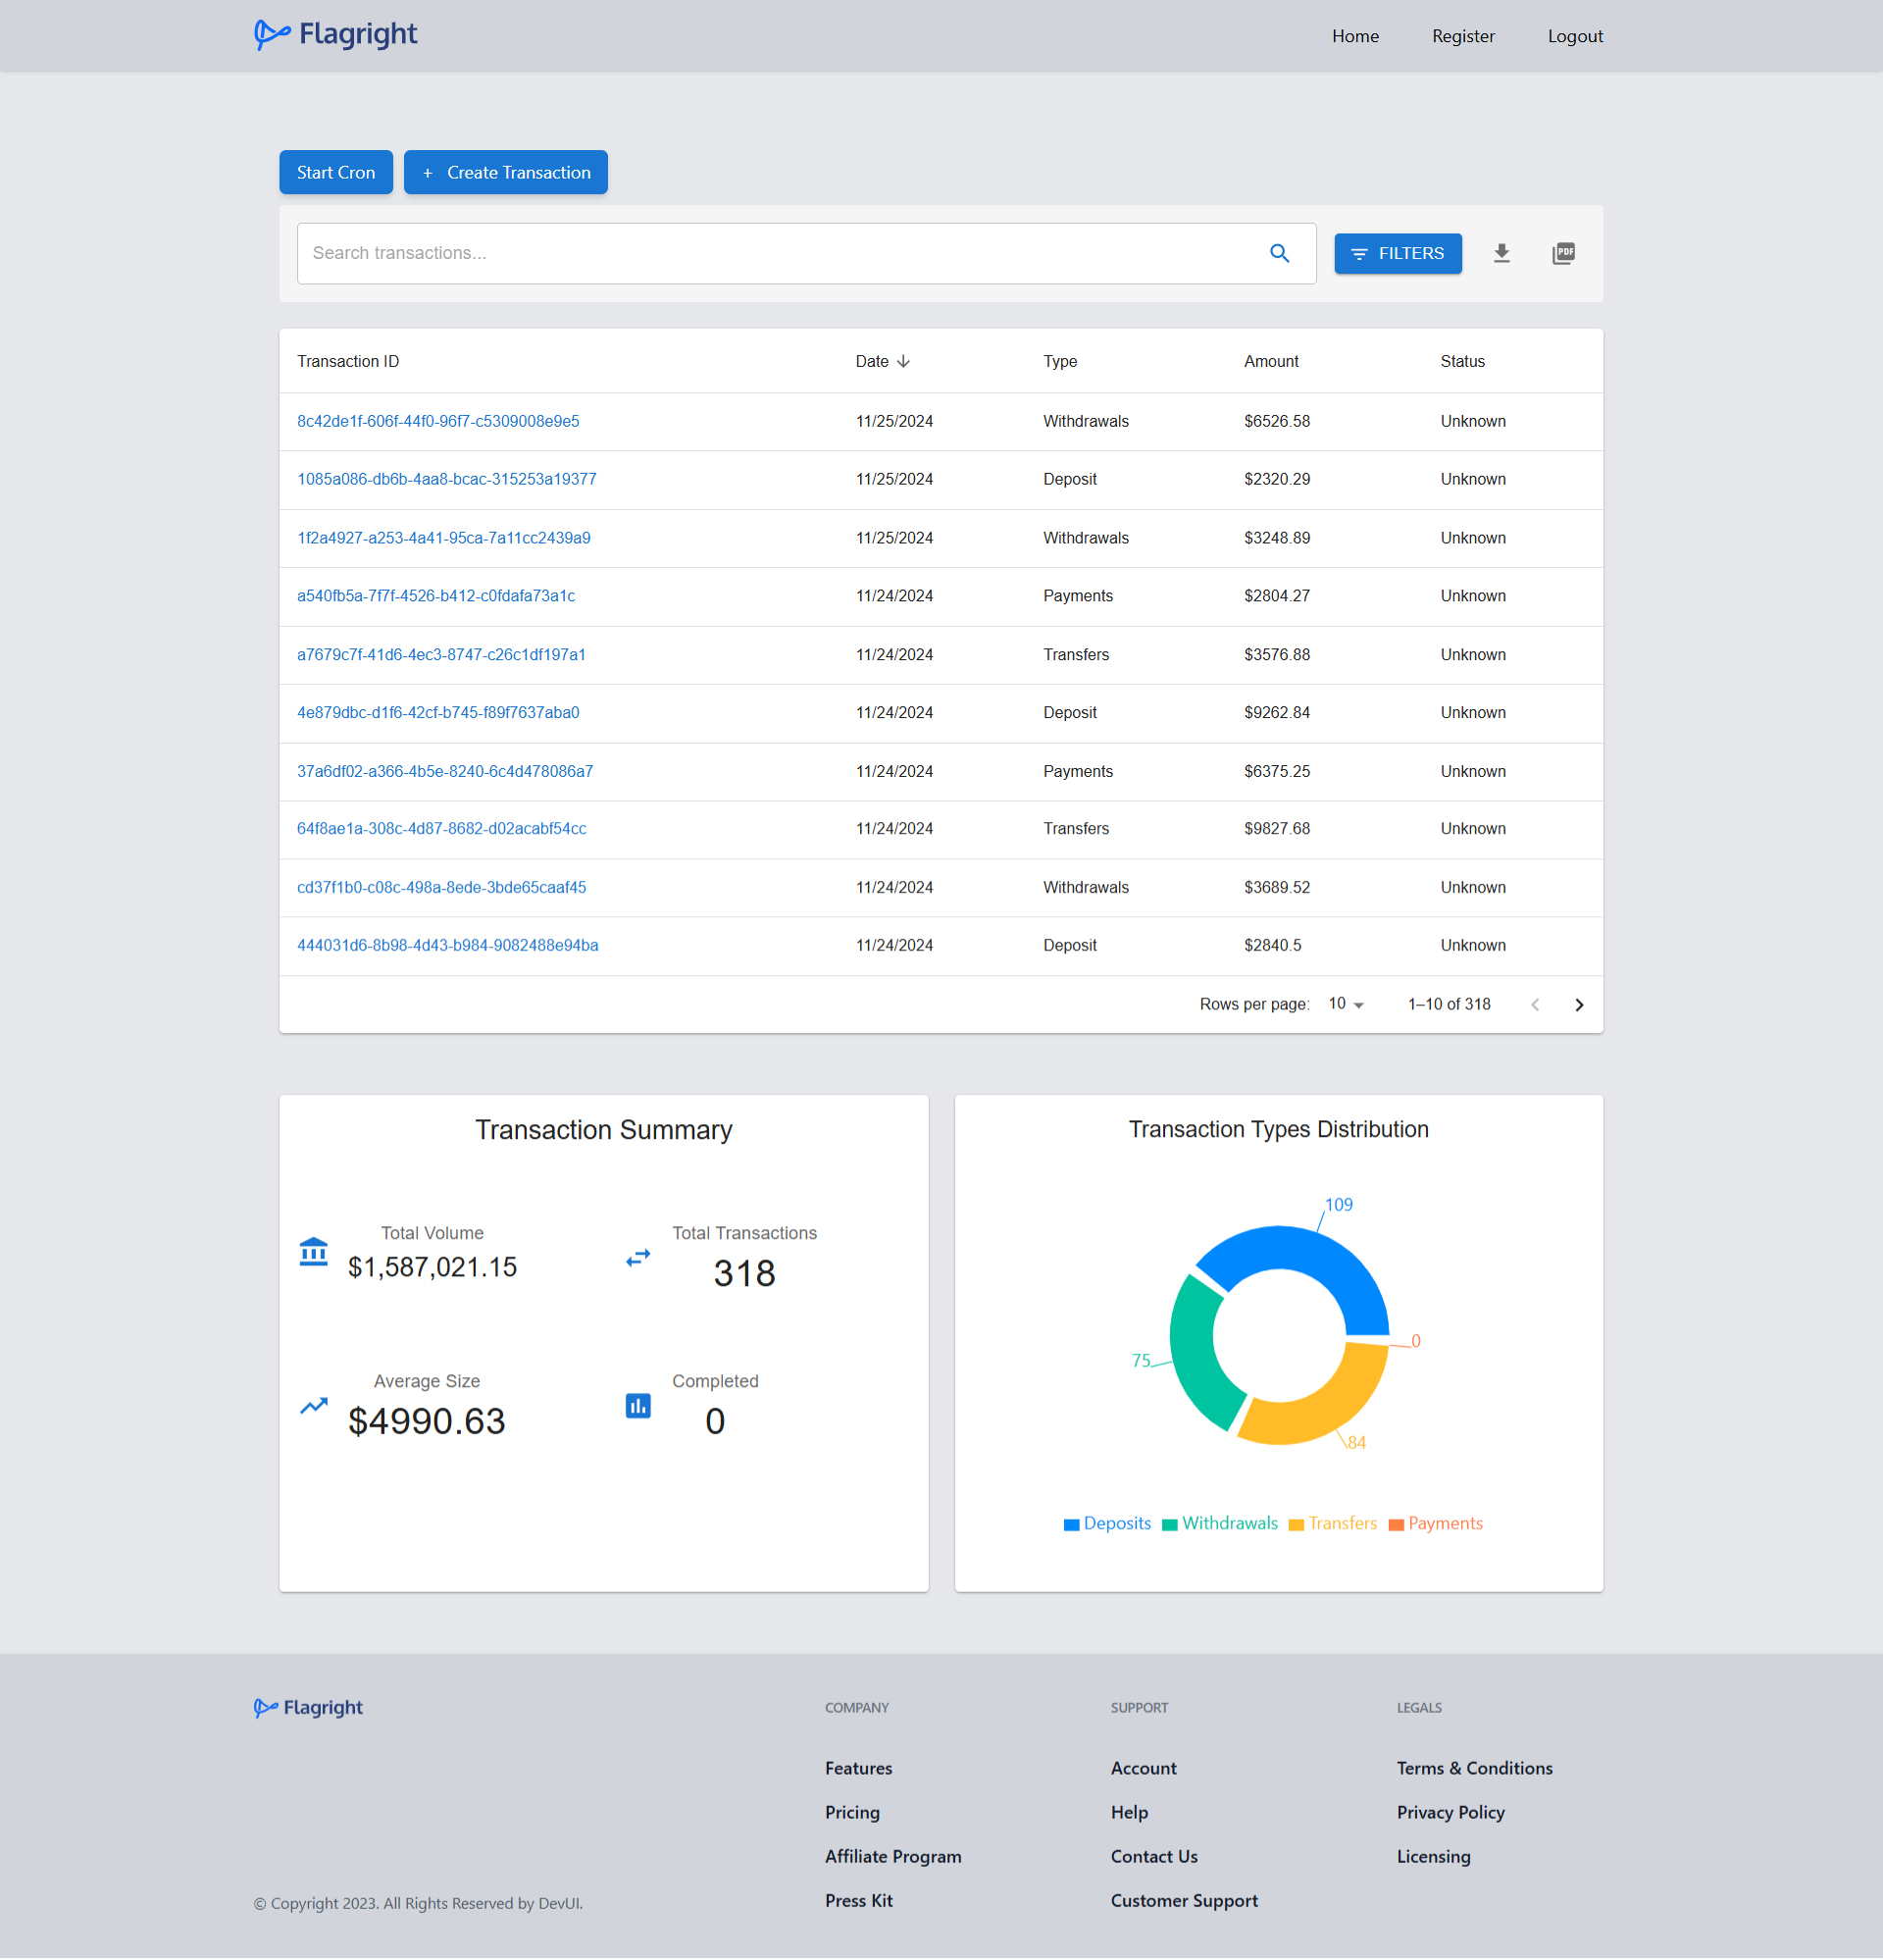 Flagright
Home Register Logout
Start Cron + Create Transaction
Search transactions... FILTERS PDF
Transaction ID Date Type Amount Status
8c42de1f-606f-44f0-96f7-c5309008e9e5 11/25/2024 Withdrawals $6526.58 Unknown
1085a086-db6b-4aa8-bcac-315253a19377 11/25/2024 Deposit $2320.29 Unknown
1f2a4927-a253-4a41-95ca-7a11cc2439a9 11/25/2024 Withdrawals $3248.89 Unknown
a540fb5a-7f7f-4526-b412-c0fdafa73a1c 11/24/2024 Payments $2804.27 Unknown
a7679c7f-41d6-4ec3-8747-c26c1df197a1 11/24/2024 Transfers $3576.88 Unknown
4e879dbc-d1f6-42cf-b745-f89f7637aba0 11/24/2024 Deposit $9262.84 Unknown
37a6df02-a366-4b5e-8240-6c4d478086a7 11/24/2024 Payments $6375.25 Unknown
64f8ae1a-308c-4d87-8682-d02acabf54cc 11/24/2024 Transfers $9827.68 Unknown
cd37f1b0-c08c-498a-8ede-3bde65caaf45 11/24/2024 Withdrawals $3689.52 Unknown
444031d6-8b98-4d43-b984-9082488e94ba 11/24/2024 Deposit $2840.5 Unknown
Rows per page: 10 1–10 of 318
Transaction Summary
Total Volume
$1,587,021.15
Total Transactions
318
Average Size
$4990.63
Completed
0
Transaction Types Distribution
109
0
75
84
Deposits Withdrawals Transfers Payments
Flagright
© Copyright 2023. All Rights Reserved by DevUI.
COMPANY
Features
Pricing
Affiliate Program
Press Kit
SUPPORT
Account
Help
Contact Us
Customer Support
LEGALS
Terms & Conditions
Privacy Policy
Licensing